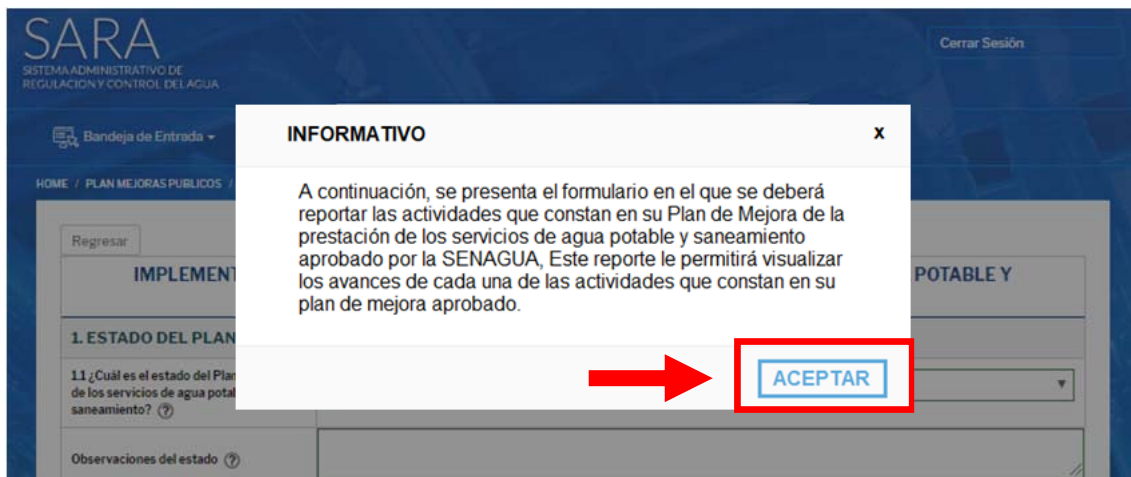 SARA
SISTEMA ADMINISTRATIVO DE
REGULACION Y CONTROL DEL AGUA
Cerrar Sesión
Bandeja de Entrada
HOME / PLAN MEJORAS PUBLICOS /
INFORMATIVO
x
A continuación, se presenta el formulario en el que se deberá
reportar las actividades que constan en su Plan de Mejora de la
prestación de los servicios de agua potable y saneamiento
aprobado por la SENAGUA, Este reporte le permitirá visualizar
los avances de cada una de las actividades que constan en su
plan de mejora aprobado.
ACEPTAR
Regresar
IMPLEMENT
POTABLE Y
1. ESTADO DEL PLAN
1.1 ¿Cuál es el estado del Plan
de los servicios de agua potal
saneamiento? (?)
Observaciones del estado (?)